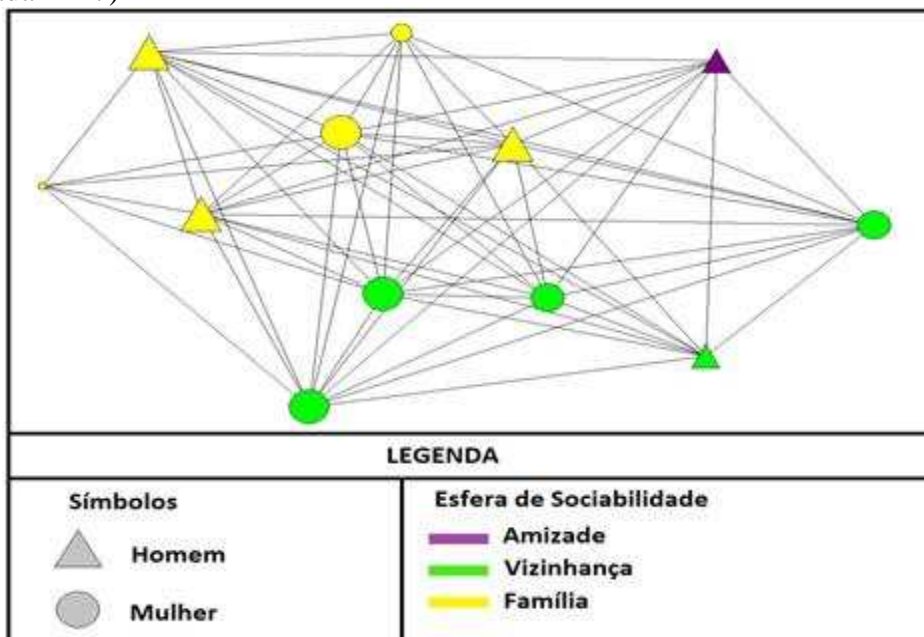 LEGENDA
Símbolos
Homem
Mulher
Esfera de Sociabilidade
Amizade
Vizinhança
Família